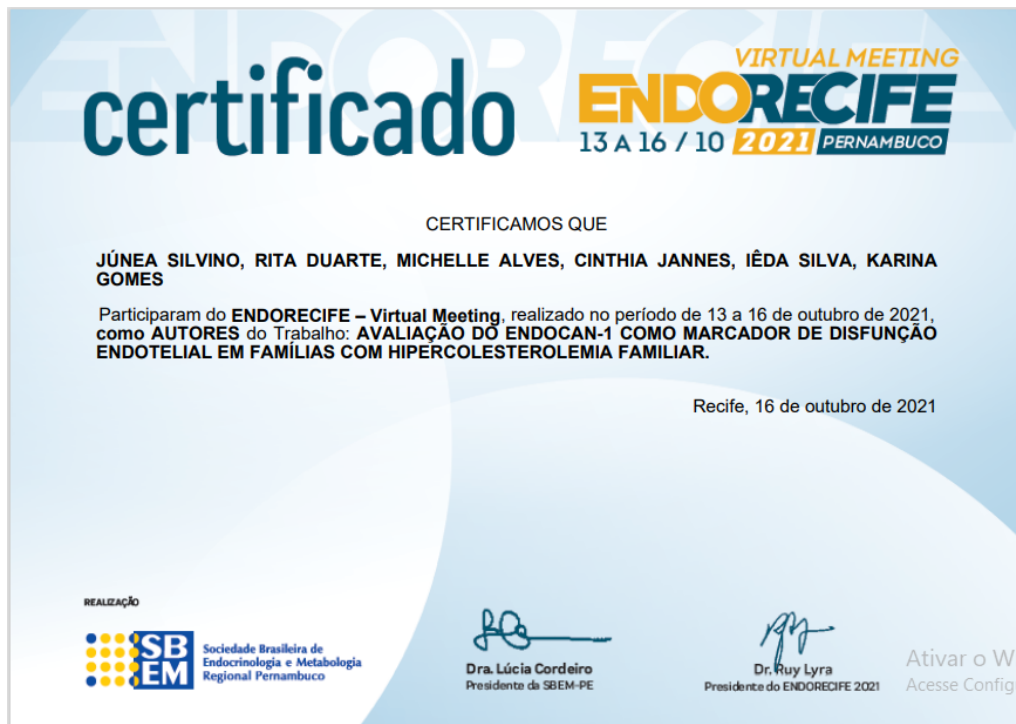 ENDORECIFE
certificado
VIRTUAL MEETING
ENDORECIFE
13 A 16 / 10 2021 PERNAMBUCO
CERTIFICAMOS QUE
JÚNEA SILVINO, RITA DUARTE, MICHELLE ALVES, CINTHIA JANNES, IÊDA SILVA, KARINA
GOMES
Participaram do ENDORECIFE – Virtual Meeting, realizado no período de 13 a 16 de outubro de 2021,
como AUTORES do Trabalho: AVALIAÇÃO DO ENDOCAN-1 COMO MARCADOR DE DISFUNÇÃO
ENDOTELIAL EM FAMÍLIAS COM HIPERCOLESTEROLEMIA FAMILIAR.
Recife, 16 de outubro de 2021
REALIZAÇÃO
SB
EM
Sociedade Brasileira de
Endocrinologia e Metabologia
Regional Pernambuco
Dra. Lúcia Cordeiro
Presidente da SBEM-PE
Dr. Ruy Lyra
Presidente do ENDORECIFE 2021
Ativar o W
Acesse Config